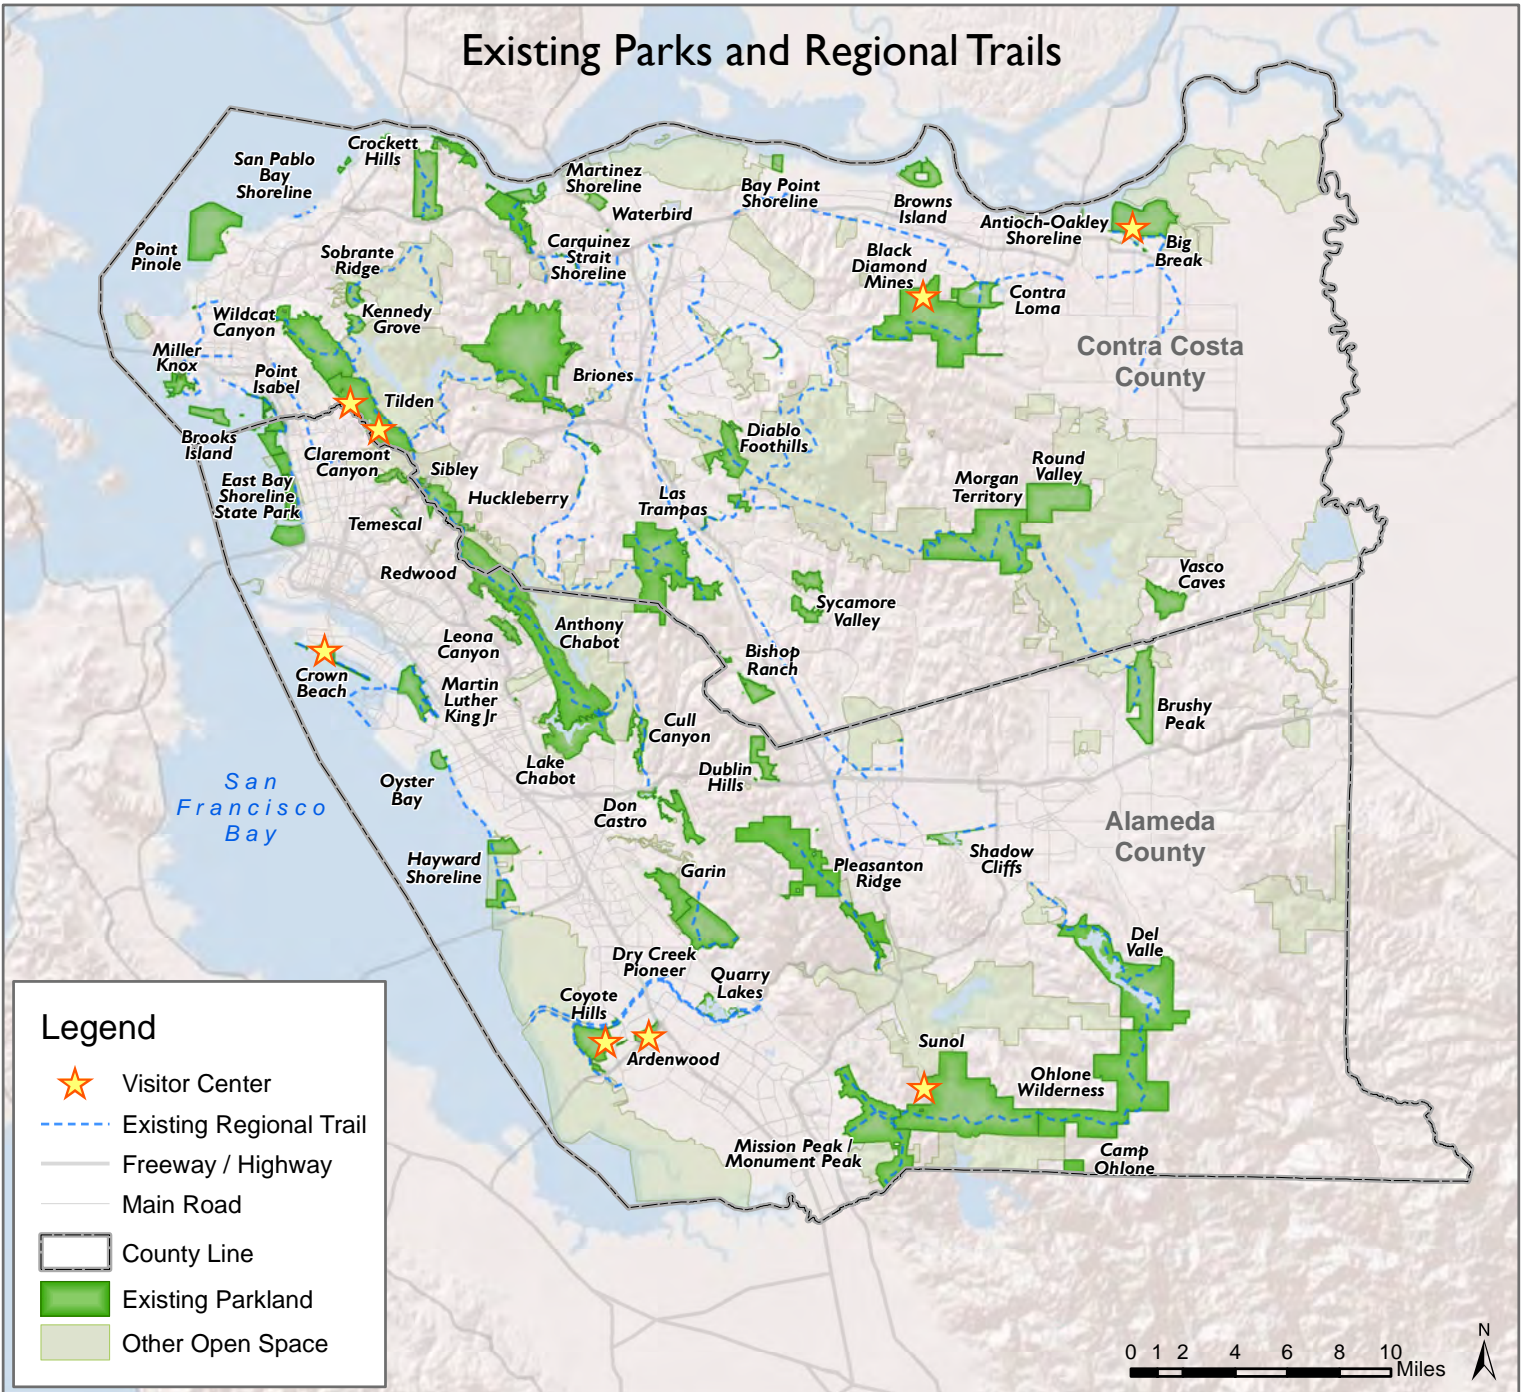 Existing Parks and Regional Trails
Crockett
Hills
San Pablo
Bay
Shoreline
Martinez
Shoreline
Waterbird
Bay Point
Shoreline
Browns
Island
Antioch-Oakley
Shoreline
Big
Break
Point
Pinole
Sobrante
Ridge
Carquinez
Strait
Shoreline
Black
Diamond
Mines
Contra
Loma
Wildcat
Canyon
Kennedy
Grove
Contra Costa
County
Miller
Knox
Point
Isabel
Briones
Tilden
Brooks
Island
Claremont
Canyon
Diablo
Foothills
Sibley
Round
Valley
East Bay
Shoreline
State Park
Huckleberry
Las
Trampas
Morgan
Territory
Temescal
Redwood
Vasco
Caves
Sycamore
Valley
Leona
Canyon
Anthony
Chabot
Bishop
Ranch
Crown
Beach
Martin
Luther
King Jr
Cull
Canyon
Brushy
Peak
Lake
Chabot
Dublin
Hills
Oyster
Bay
San
Francisco
Bay
Don
Castro
Alameda
County
Hayward
Shoreline
Garin
Pleasanton
Ridge
Shadow
Cliffs
Dry Creek
Pioneer
Quarry
Lakes
Del
Valle
Coyote
Hills
Ardenwood
Sunol
Ohlone
Wilderness
Mission Peak /
Monument Peak
Camp
Ohlone
Legend
Visitor Center
Existing Regional Trail
Freeway / Highway
Main Road
County Line
Existing Parkland
Other Open Space
N
0 1 2 4 6 8 10
Miles